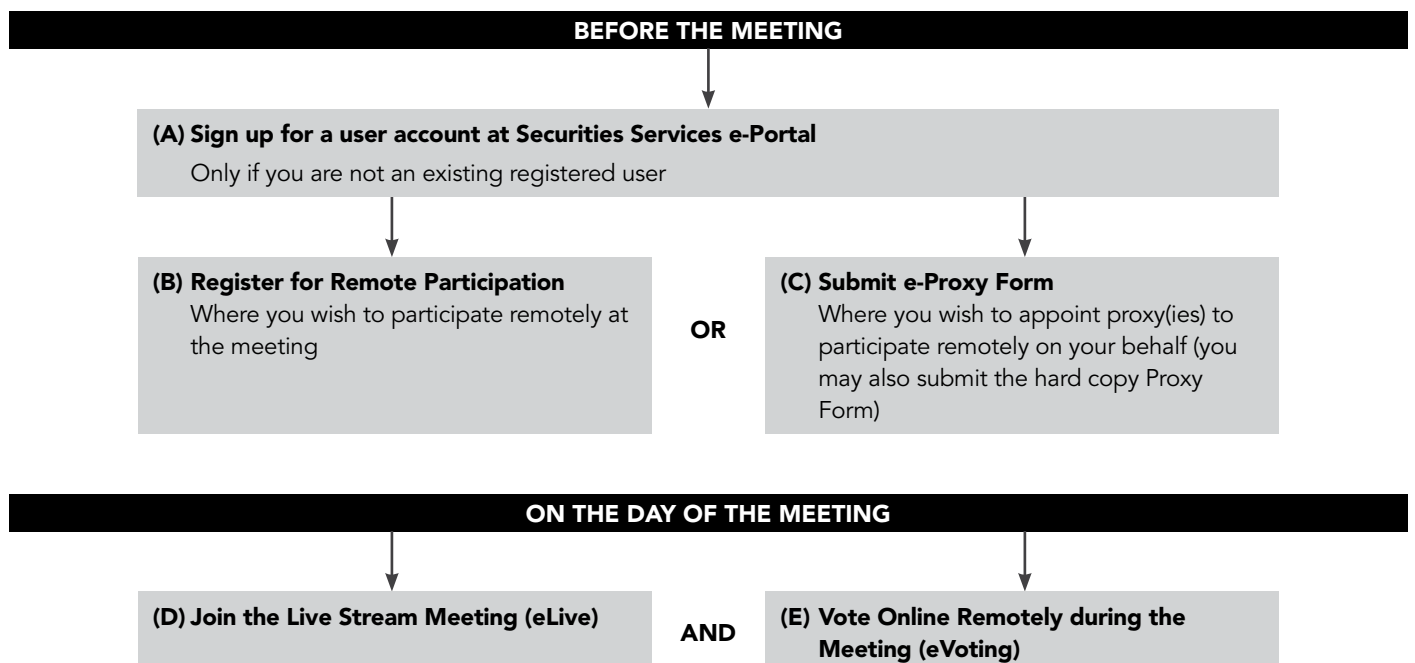 BEFORE THE MEETING
(A) Sign up for a user account at Securities Services e-Portal
Only if you are not an existing registered user
(B) Register for Remote Participation
Where you wish to participate remotely at
the meeting
OR
(C) Submit e-Proxy Form
Where you wish to appoint proxy(ies) to
participate remotely on your behalf (you
may also submit the hard copy Proxy
Form)
ON THE DAY OF THE MEETING
(D) Join the Live Stream Meeting (eLive)
AND
(E) Vote Online Remotely during the
Meeting (eVoting)